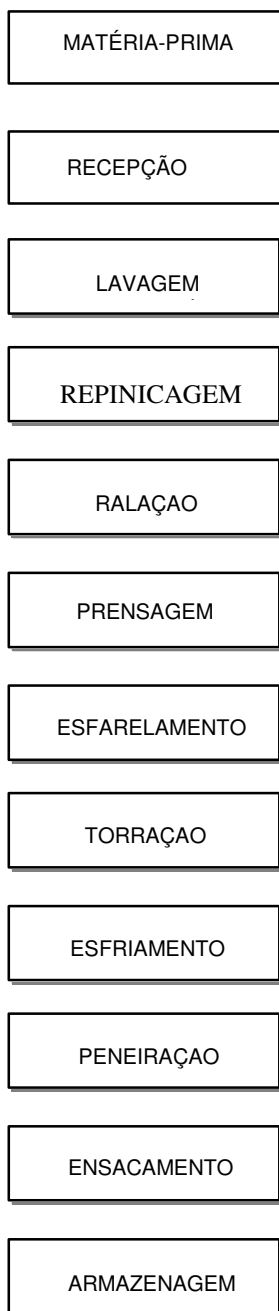 MATÉRIA-PRIMA
RECEPÇÃO
LAVAGEM
REPINICAGEM
RALAÇAO
PRENSAGEM
ESFARELAMENTO
TORRAÇAO
ESFRIAMENTO
PENEIRAÇAO
ENSACAMENTO
ARMAZENAGEM